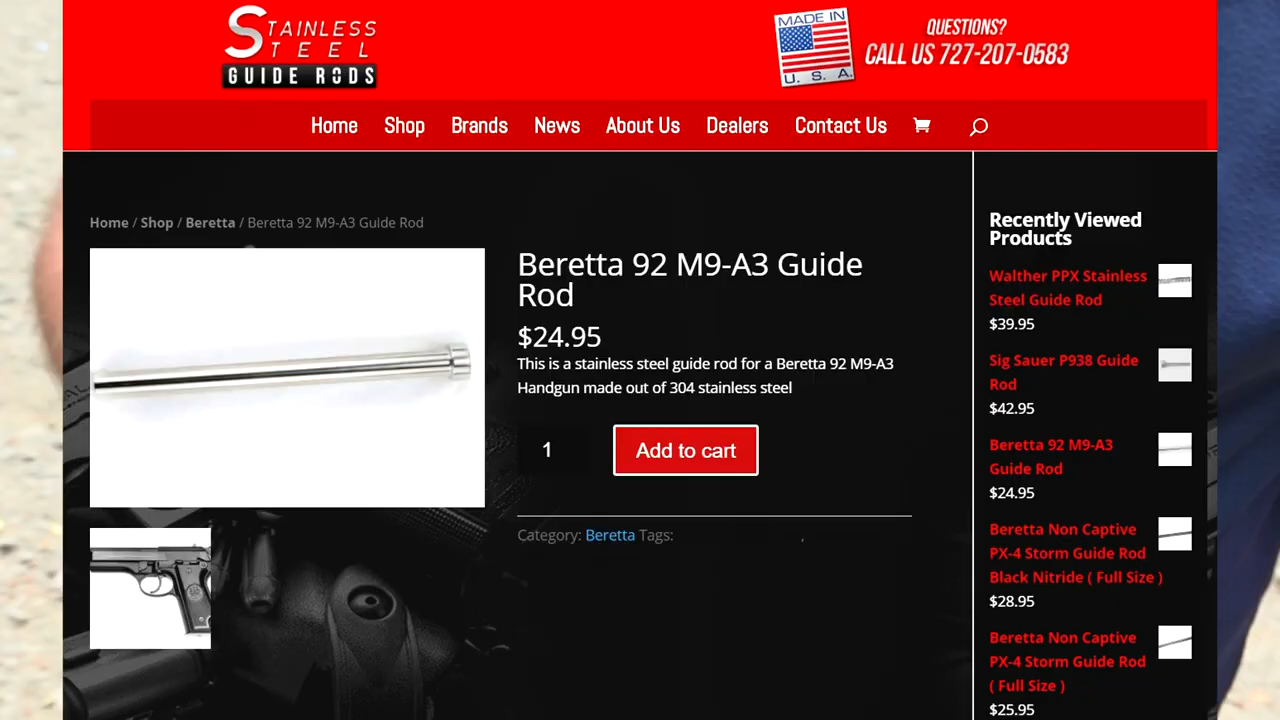 STAINLESS
STEEL
GUIDE RODS
MADE IN
U. S. A.
QUESTIONS?
CALL US 727-207-0583
Home Shop Brands News About Us Dealers Contact Us
Home / Shop / Beretta / Beretta 92 M9-A3 Guide Rod
Beretta 92 M9-A3 Guide
Rod
$24.95
This is a stainless steel guide rod for a Beretta 92 M9-A3
Handgun made out of 304 stainless steel
1
Add to cart
Category: Beretta Tags:
,
Recently Viewed
Products
Walther PPX Stainless
Steel Guide Rod
$39.95
Sig Sauer P938 Guide
Rod
$42.95
Beretta 92 M9-A3
Guide Rod
$24.95
Beretta Non Captive
PX-4 Storm Guide Rod
Black Nitride ( Full Size )
$28.95
Beretta Non Captive
PX-4 Storm Guide Rod
( Full Size )
$25.95